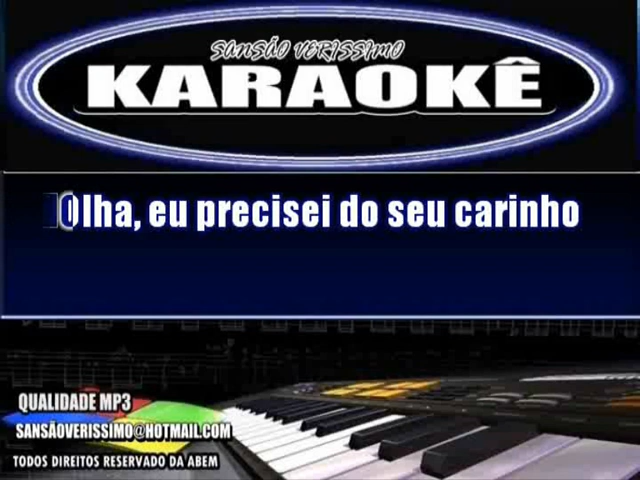 SANSÃO VERISSIMO
KARAOKÊ
Olha, eu precisei do seu carinho
QUALIDADE MP3
SANSÃOVERISSIMO@HOTMAIL.COM
TODOS DIREITOS RESERVADO DA ABEM